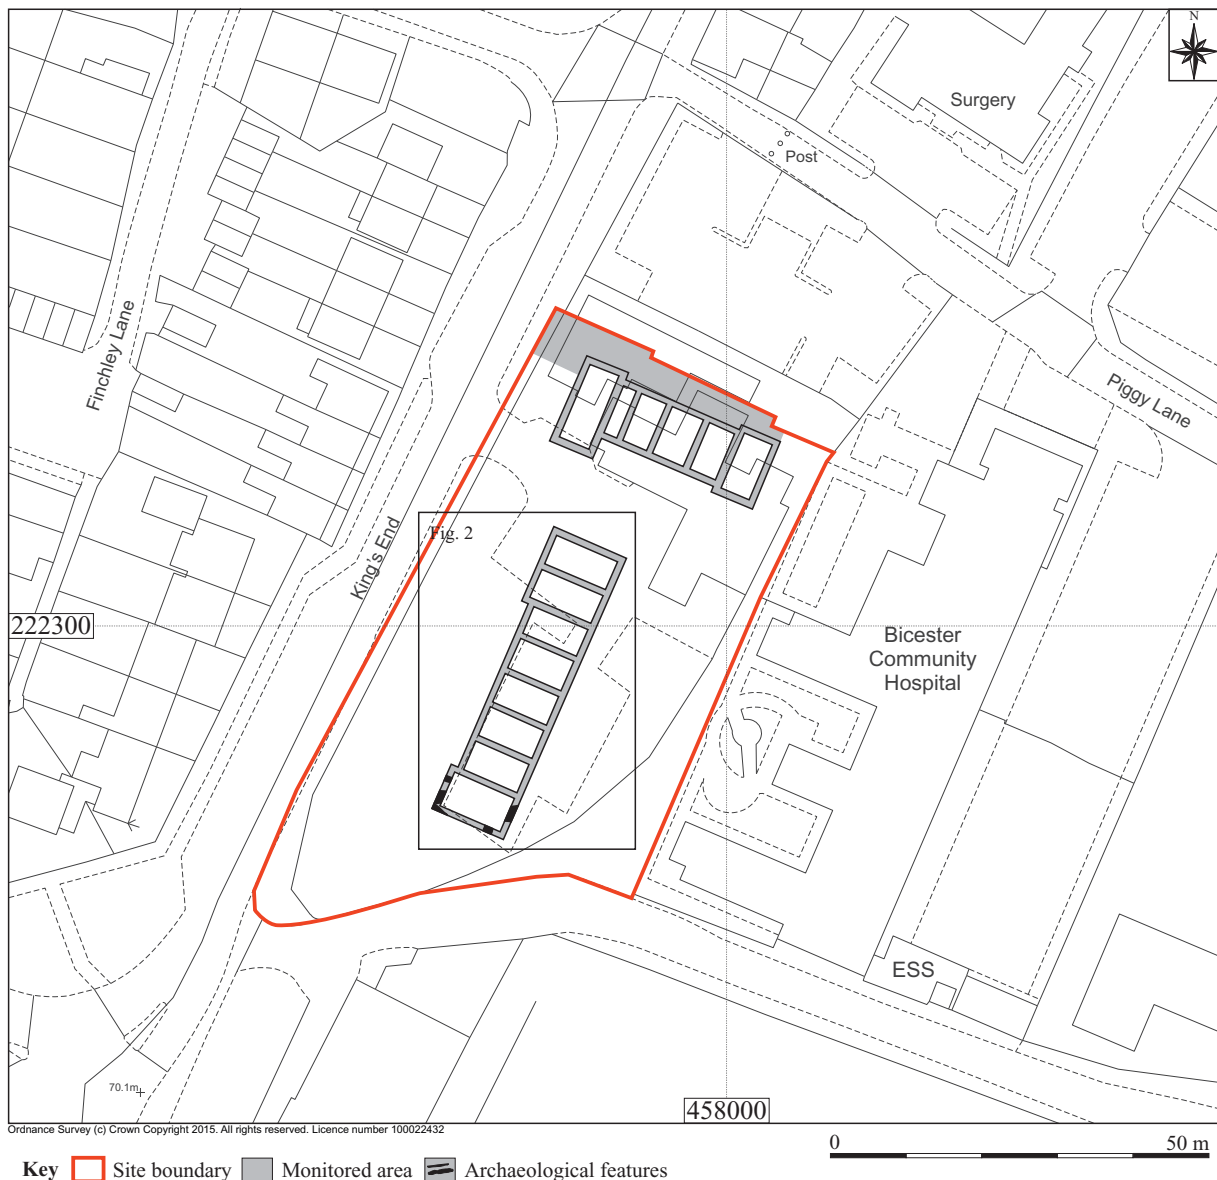 N
Surgery
Post
Finchley Lane
Piggy Lane
King's End
Fig. 2
222300
Bicester
Community
Hospital
ESS
70.1m
458000
Ordnance Survey (c) Crown Copyright 2015. All rights reserved. Licence number 100022432
0 50 m
Key Site boundary Monitored area Archaeological features